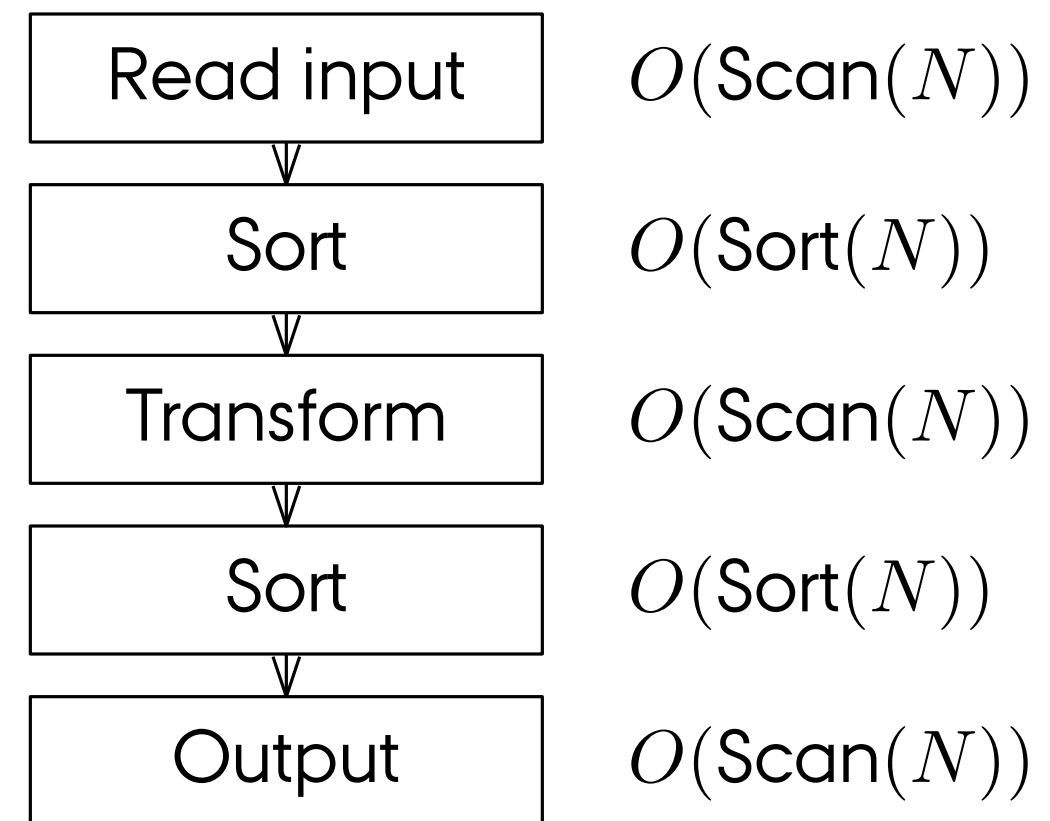 Read input O(Scan(N))
Sort O(Sort(N))
Transform O(Scan(N))
Sort O(Sort(N))
Output O(Scan(N))